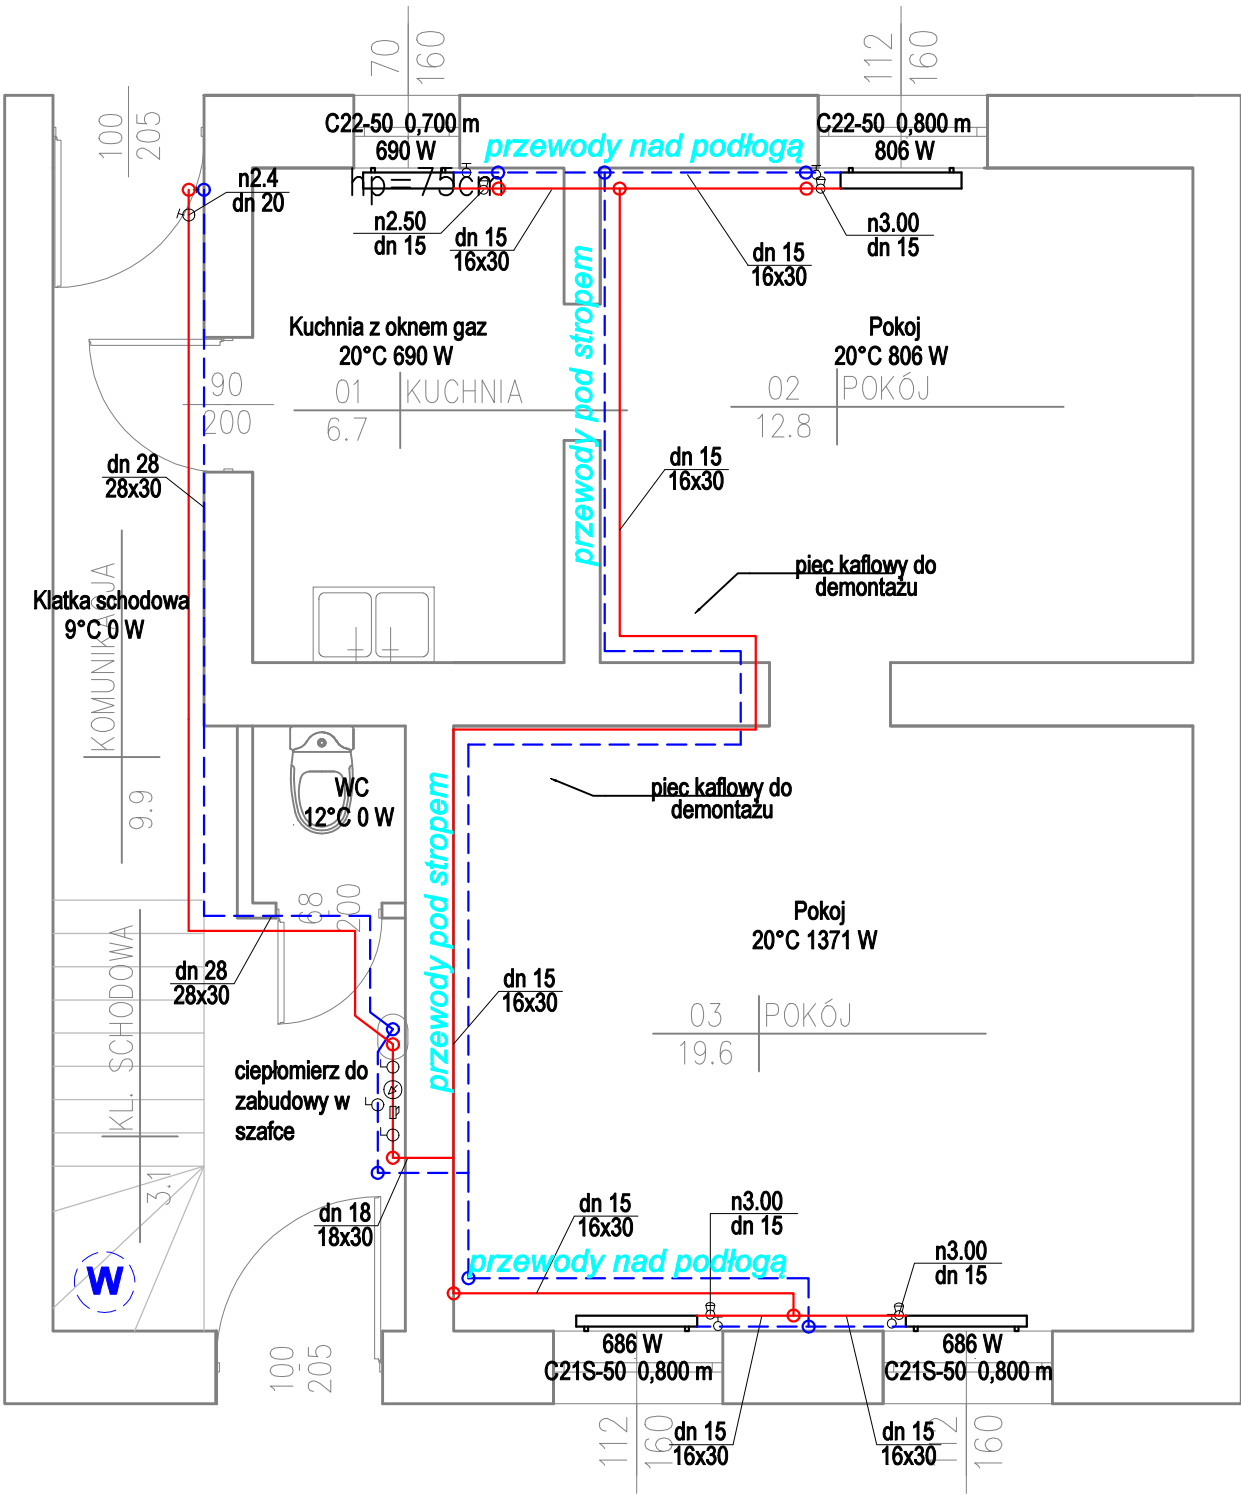 70
160
112
160
100
205
C22-50 0,700 m
690 W
przewody nad podłogą
C22-50 0,800 m
806 W
hp=75cm
n2.4
dn 20
n2.50
dn 15
dn 15
16x30
dn 15
16x30
n3.00
dn 15
przewody pod stropem
Kuchnia z oknem gaz
20°C 690 W
Pokoj
20°C 806 W
90
200
01
KUCHNIA
6.7
02
POKÓJ
12.8
dn 28
28x30
dn 15
16x30
piec kaflowy do
demontażu
Klatka schodowa
9°C 0 W
KOMUNIKACJA
9.9
WC
12°C 0 W
piec kaflowy do
demontażu
przewody pod stropem
68
200
Pokoj
20°C 1371 W
KL. SCHODOWA
3.1
dn 28
28x30
dn 15
16x30
03
POKÓJ
19.6
ciepłomierz do
zabudowy w
szafce
dn 18
18x30
dn 15
16x30
n3.00
dn 15
n3.00
dn 15
przewody nad podłogą
W
100
205
686 W
C21S-50 0,800 m
686 W
C21S-50 0,800 m
112
160
dn 15
16x30
dn 15
16x30
112
160